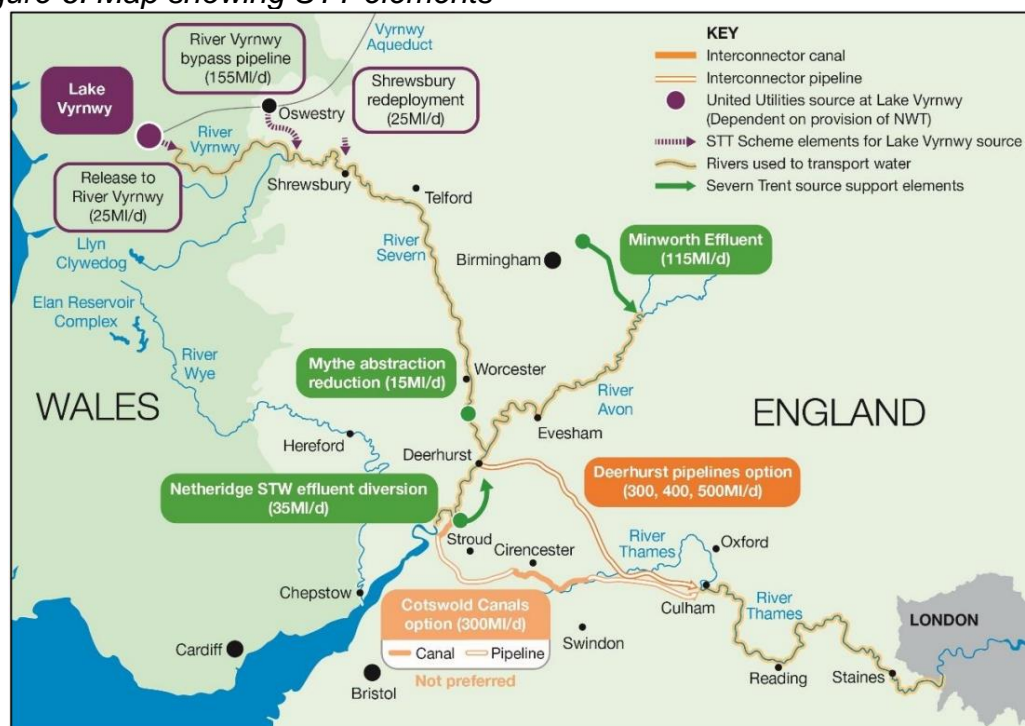 Figure 3: Map showing STT elements
River Vyrnwy
bypass pipeline
(155Ml/d)
Vyrnwy
Aqueduct
Lake
Vyrnwy
Shrewsbury
redeployment
(25Ml/d)
Oswestry
River
Vyrnwy
Release to
River Vyrnwy
(25Ml/d)
Shrewsbury
Telford
KEY
Interconnector canal
Interconnector pipeline
United Utilities source at Lake Vyrnwy
(Dependent on provision of NWT)
STT Scheme elements for Lake Vyrnwy source
Rivers used to transport water
Severn Trent source support elements
Llyn
Clywedog
River
Severn
Birmingham
Minworth Effluent
(115Ml/d)
Elan Reservoir
Complex
River
Wye
Mythe abstraction
reduction (15Ml/d)
Worcester
River
Avon
WALES
ENGLAND
Hereford
Evesham
Deerhurst
Netheridge STW effluent diversion
(35Ml/d)
Deerhurst pipelines option
(300, 400, 500Ml/d)
Stroud
Cirencester
River
Thames
Oxford
Chepstow
Culham
River
Thames
Cotswold Canals
option (300Ml/d)
Canal
Pipeline
Not preferred
Swindon
LONDON
Cardiff
Bristol
Reading
Staines